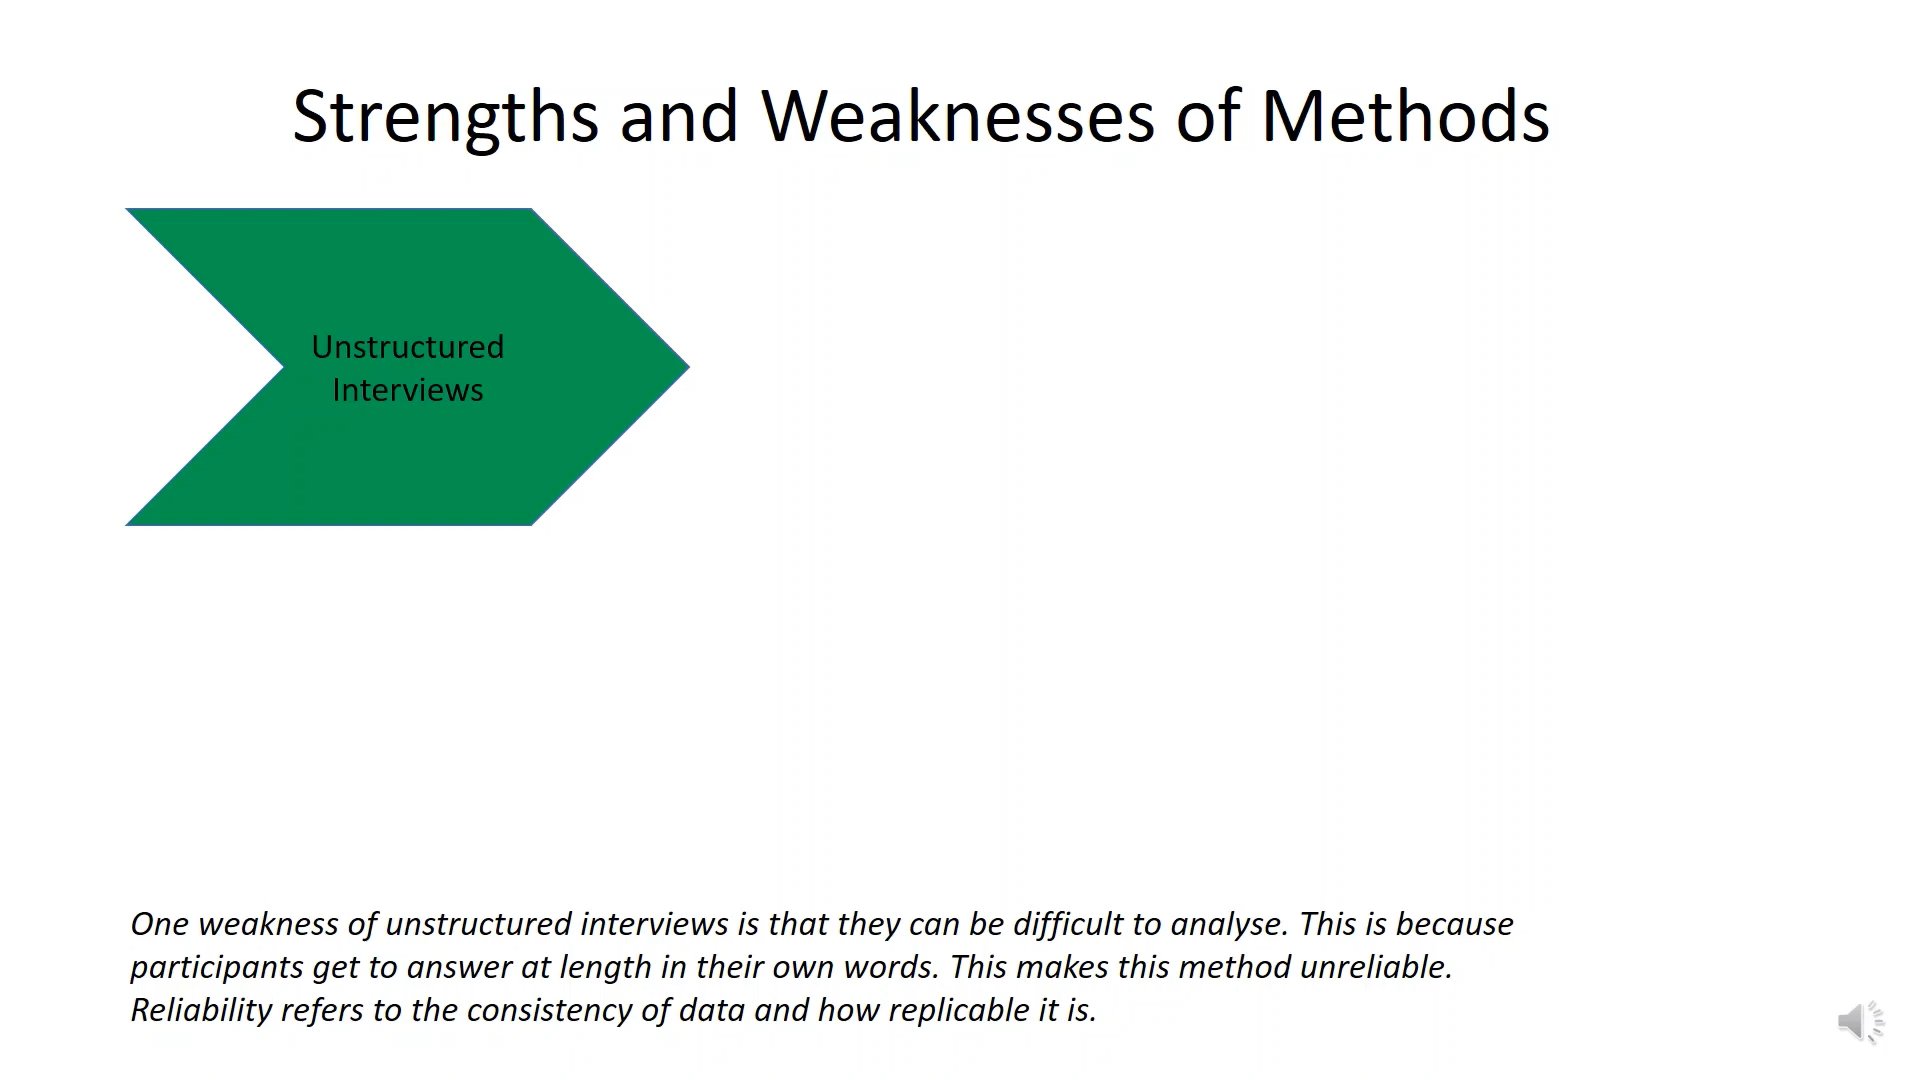 Strengths and Weaknesses of Methods
Unstructured
Interviews
One weakness of unstructured interviews is that they can be difficult to analyse. This is because
participants get to answer at length in their own words. This makes this method unreliable.
Reliability refers to the consistency of data and how replicable it is.